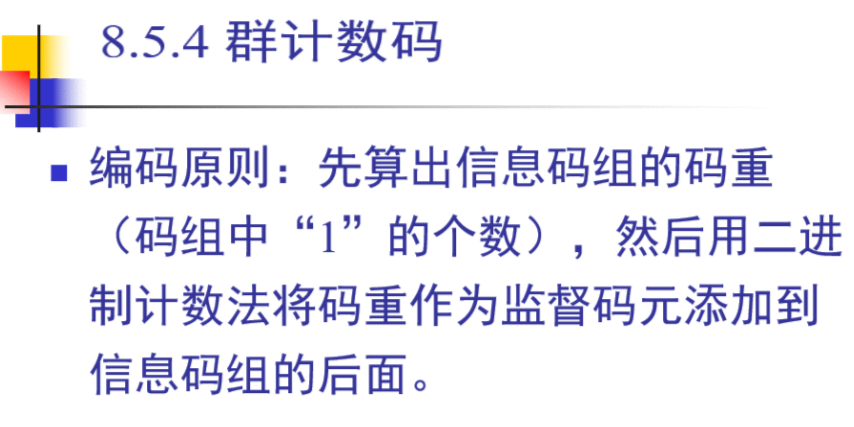 8.5.4 群计数码
编码原则：先算出信息码组的码重
（码组中“1”的个数），然后用二进
制计数法将码重作为监督码元添加到
信息码组的后面。